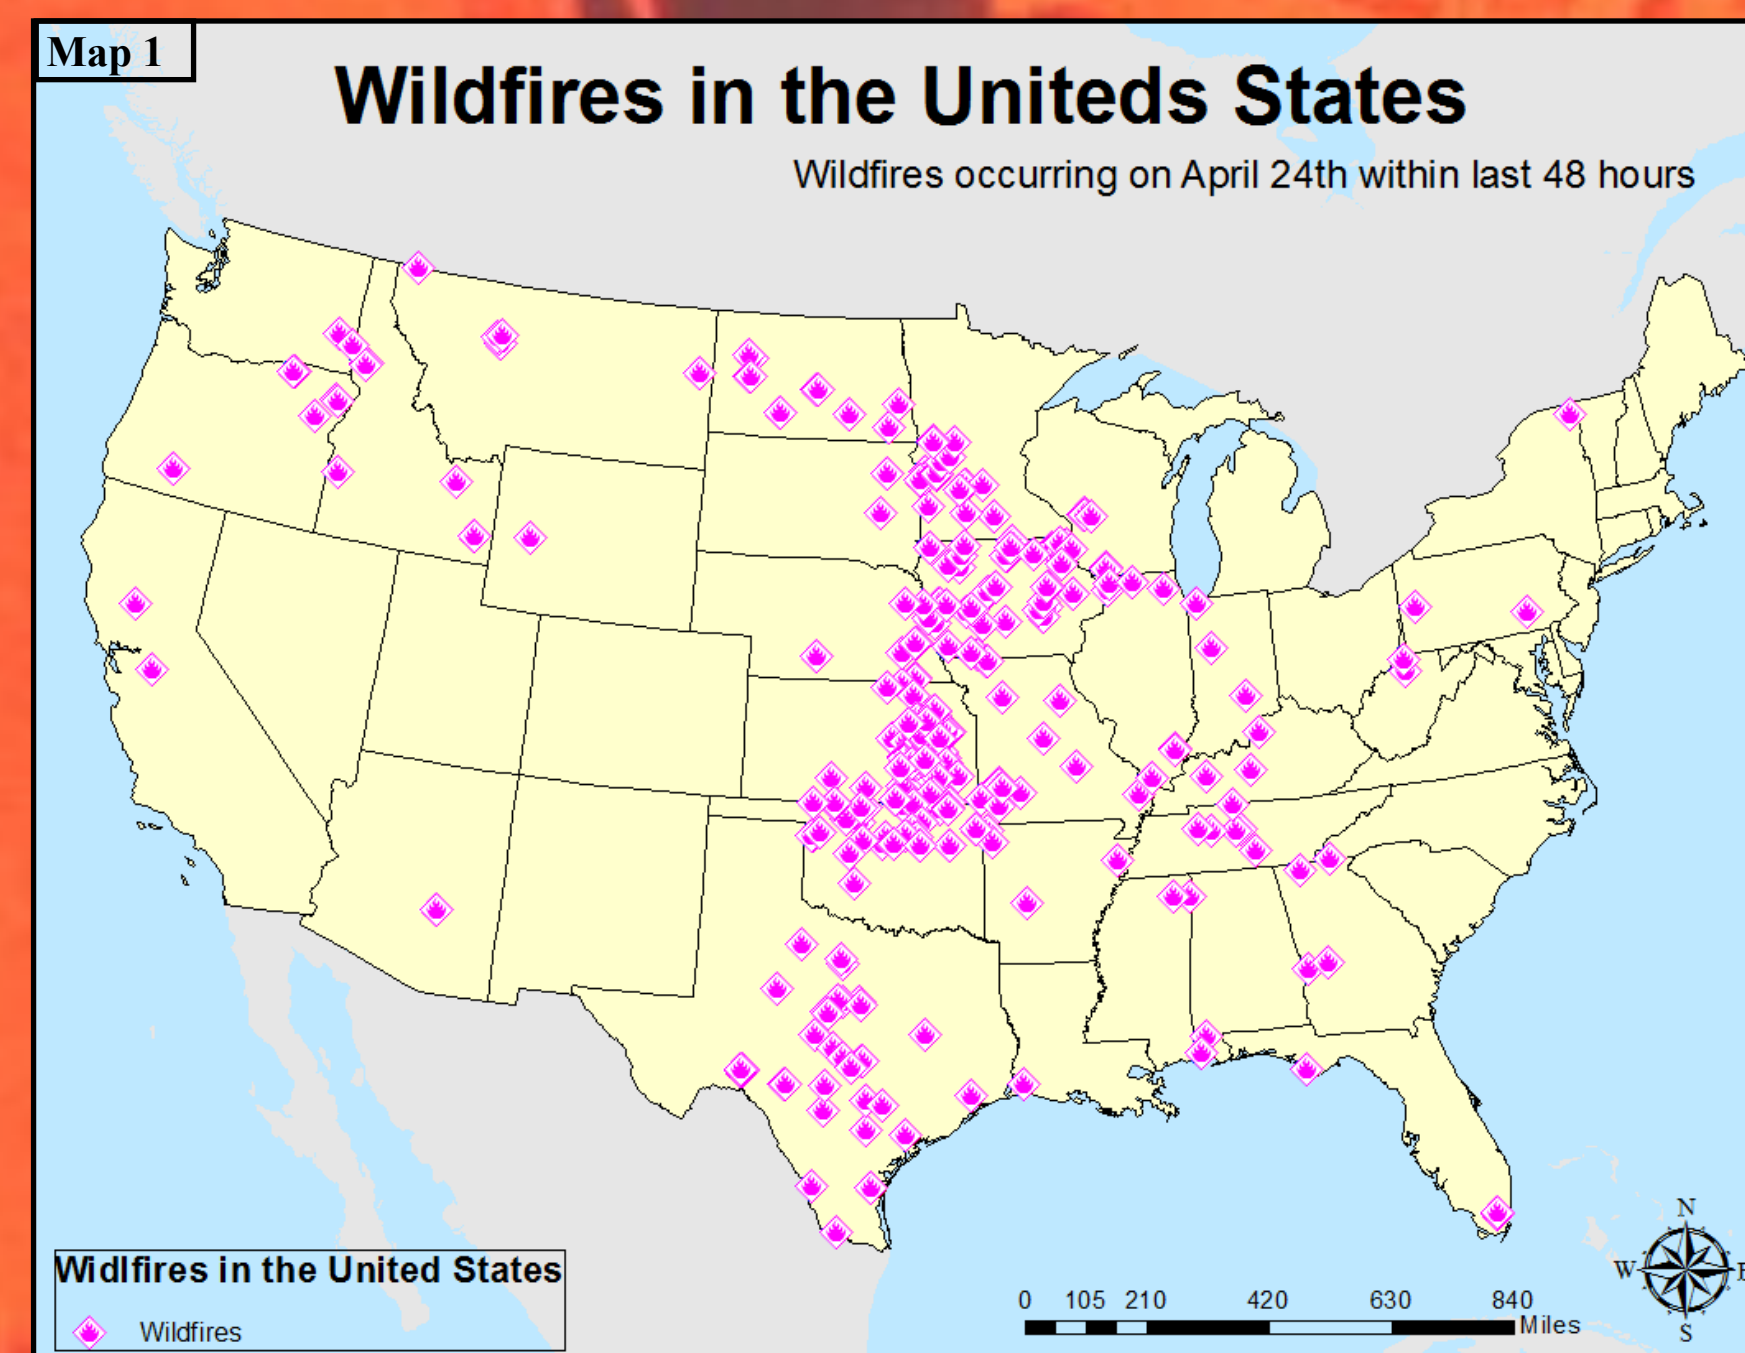 Map 1
Wildfires in the Uniteds States
Wildfires occurring on April 24th within last 48 hours
N
W E
S
Widlfires in the United States
Wildfires
0 105 210 420 630 840
Miles